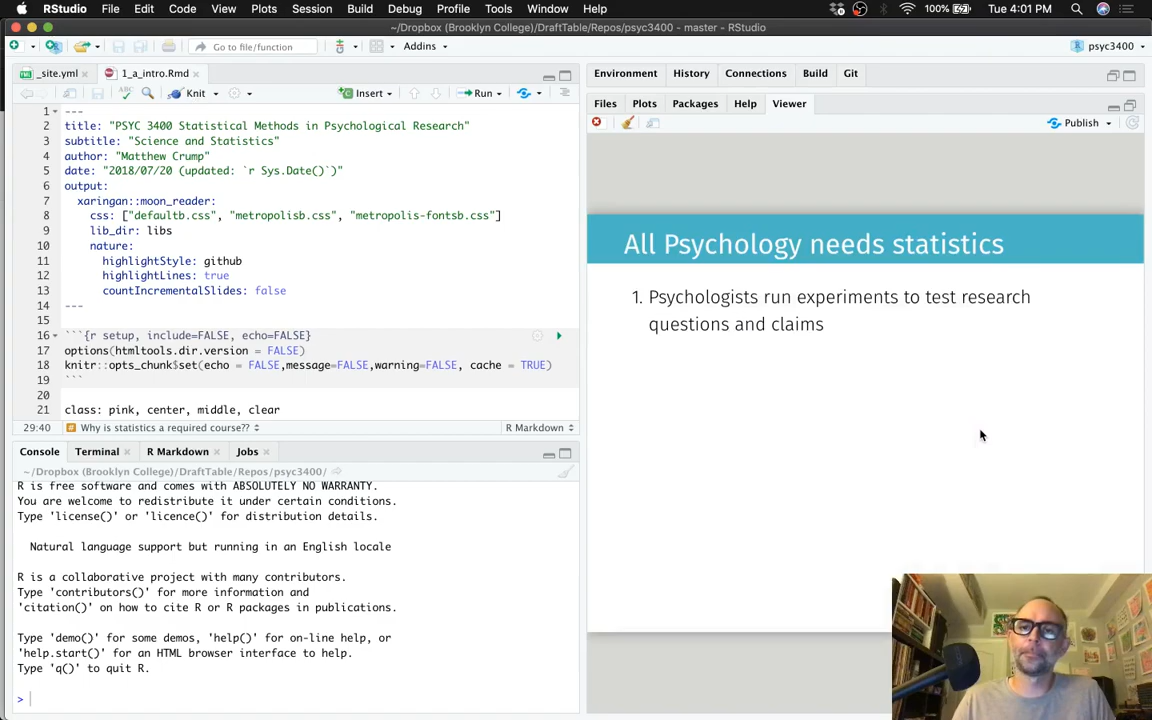 RStudio File Edit Code View Plots Session Build Debug Profile Tools Window Help 100% Tue 4:01 PM
~/Dropbox (Brooklyn College)/DraftTable/Repos/psyc3400 - master - RStudio
Go to file/function Addins psyc3400
_site.yml 1_a_intro.Rmd
Knit Insert Run
1 ---
2 title: "PSYC 3400 Statistical Methods in Psychological Research"
3 subtitle: "Science and Statistics"
4 author: "Matthew Crump"
5 date: "2018/07/20 (updated: `r Sys.Date()`)"
6 output:
7 xaringan::moon_reader:
8 css: ["defaultb.css", "metropolisb.css", "metropolis-fontsb.css"]
9 lib_dir: libs
10 nature:
11 highlightStyle: github
12 highlightLines: true
13 countIncrementalSlides: false
14 ---
15
16 ```{r setup, include=FALSE, echo=FALSE}
17 options(htmltools.dir.version = FALSE)
18 knitr::opts_chunk$set(echo = FALSE,message=FALSE,warning=FALSE, cache = TRUE)
19 ```
20
21 class: pink, center, middle, clear
29:40 Why is statistics a required course?? R Markdown
Console Terminal R Markdown Jobs
~/Dropbox (Brooklyn College)/DraftTable/Repos/psyc3400/
R is free software and comes with ABSOLUTELY NO WARRANTY.
You are welcome to redistribute it under certain conditions.
Type 'license()' or 'licence()' for distribution details.
Natural language support but running in an English locale
R is a collaborative project with many contributors.
Type 'contributors()' for more information and
'citation()' on how to cite R or R packages in publications.
Type 'demo()' for some demos, 'help()' for on-line help, or
'help.start()' for an HTML browser interface to help.
Type 'q()' to quit R.
>
Environment History Connections Build Git
Files Plots Packages Help Viewer
Publish
All Psychology needs statistics
1. Psychologists run experiments to test research
questions and claims